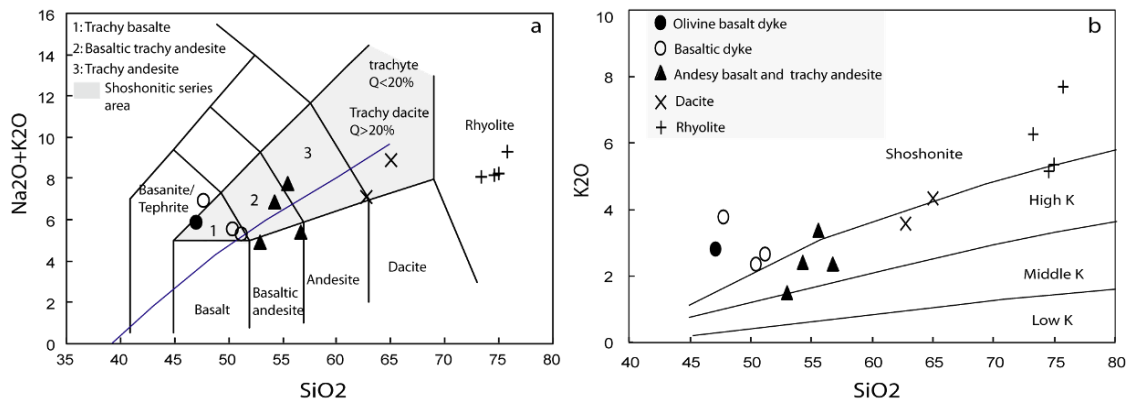 a
1: Trachy basalte
2: Basaltic trachy andesite
3: Trachy andesite
Shoshonitic series
area
trachyte
Q<20%
Trachy dacite
Q>20%
Rhyolite
Basanite/
Tephrite
1
2
3
Basalt
Basaltic
andesite
Andesite
Dacite
Na2O+K2O
16
14
12
10
8
6
4
2
0
35 40 45 50 55 60 65 70 75 80
SiO2
b
Olivine basalt dyke
Basaltic dyke
Andesy basalt and trachy andesite
Dacite
Rhyolite
Shoshonite
High K
Middle K
Low K
K2O
10
8
6
4
2
0
40 45 50 55 60 65 70 75 80
SiO2